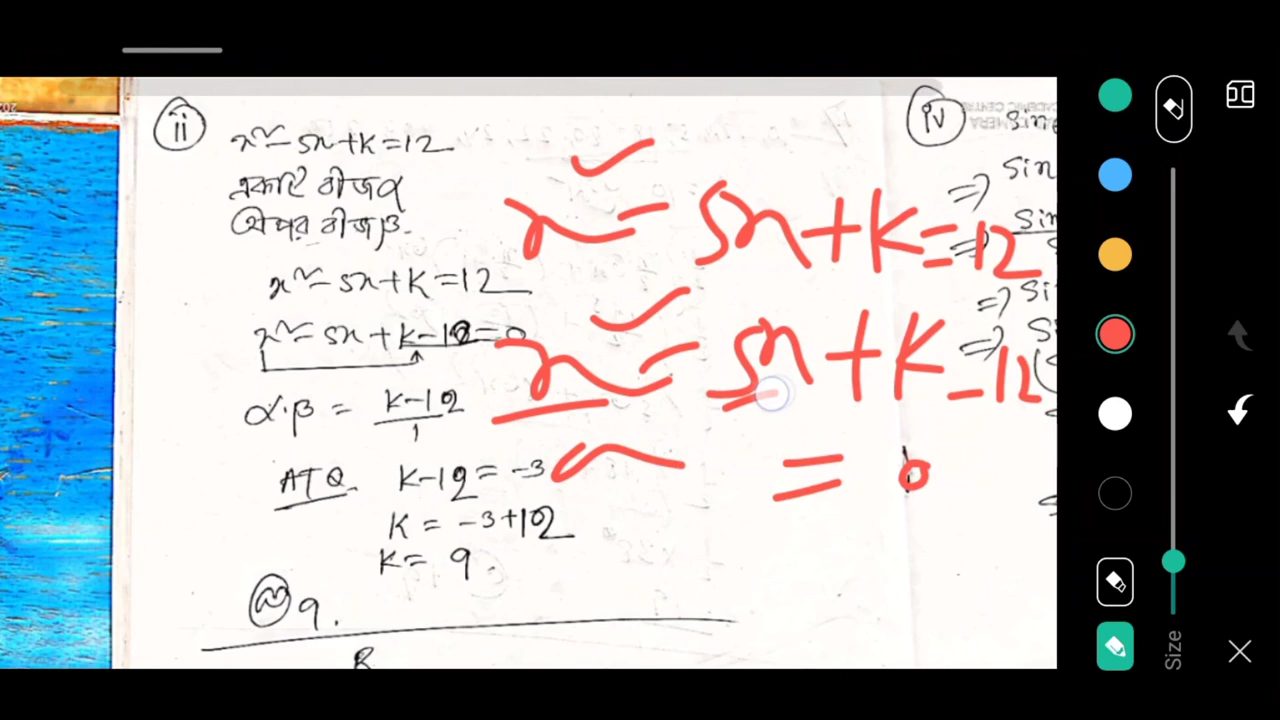 ii
x² - 5x + k = 12
একটি বীজ α
অপর বীজ β.
x² - 5x + k = 12
x² - 5x + k - 12 = 0
α.β = k-12
ATQ k-12 = -3
k = -3+12
k = 9.
9.
x² - 5x + k = 12
x² - 5x + k - 12
= 0
iv
Sin
⇒ Sin
⇒ Sin
⇒ Sin
⇒ S
Size